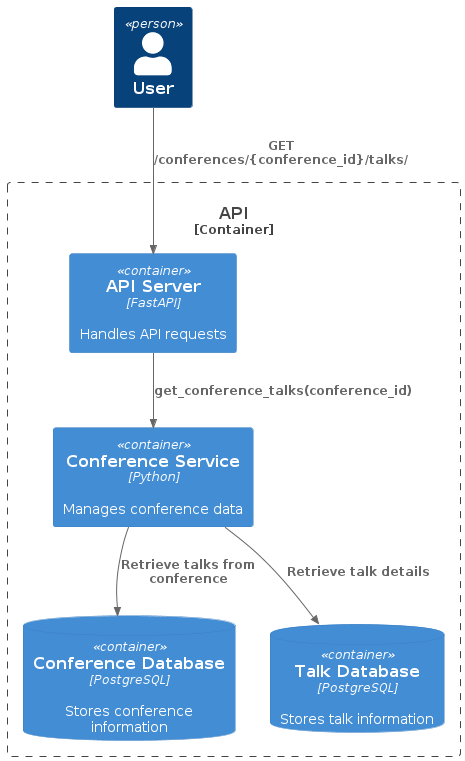 «person»
User
GET
/conferences/{conference_id}/talks/
API
[Container]
«container»
API Server
[FastAPI]
Handles API requests
get_conference_talks(conference_id)
«container»
Conference Service
[Python]
Manages conference data
Retrieve talks from
conference
Retrieve talk details
«container»
Conference Database
[PostgreSQL]
Stores conference
information
«container»
Talk Database
[PostgreSQL]
Stores talk information